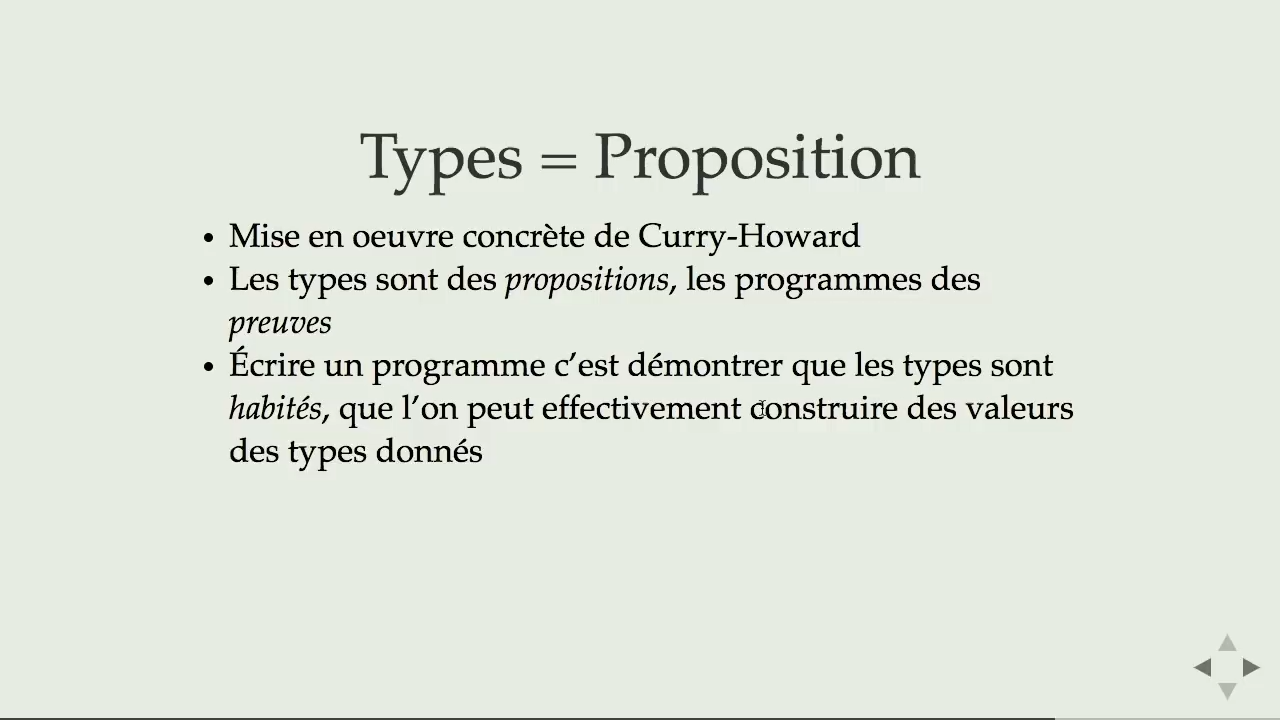 Types = Proposition
• Mise en oeuvre concrète de Curry-Howard
• Les types sont des propositions, les programmes des
preuves
• Écrire un programme c’est démontrer que les types sont
habités, que l’on peut effectivement construire des valeurs
des types donnés